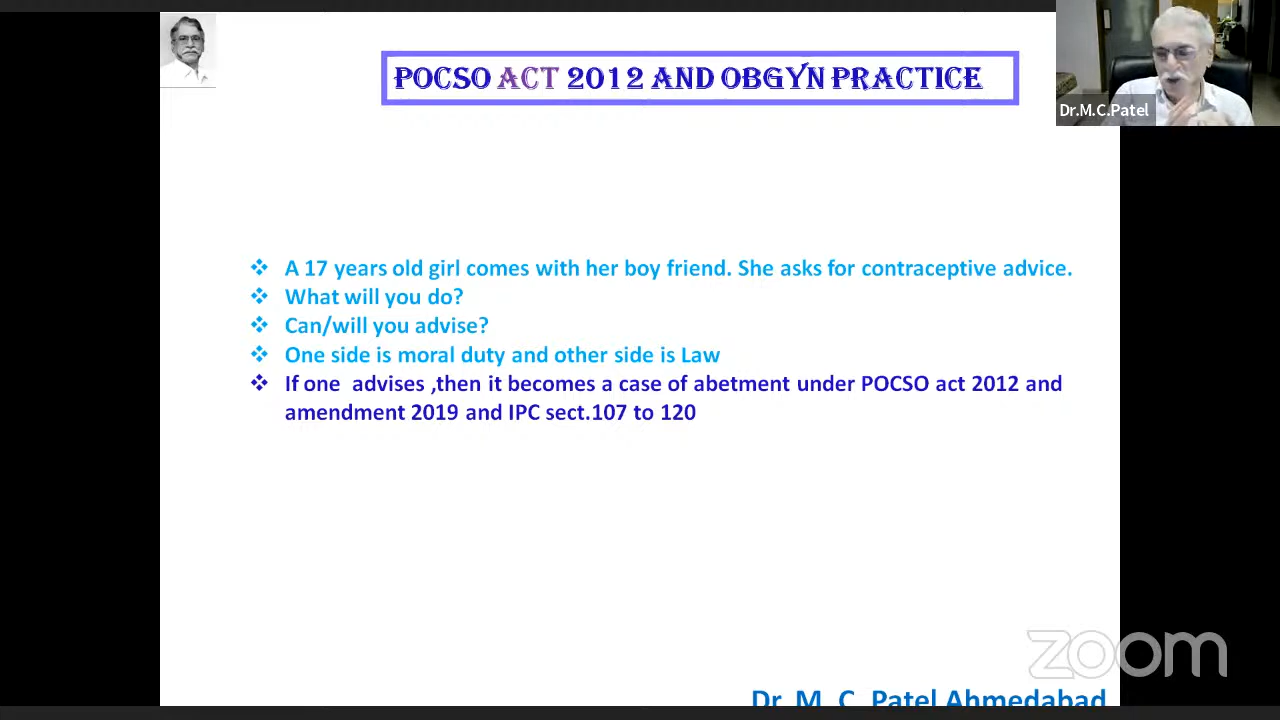 POCSO ACT 2012 AND OBGYN PRACTICE
Dr.M.C.Patel
❖ A 17 years old girl comes with her boy friend. She asks for contraceptive advice.
❖ What will you do?
❖ Can/will you advise?
❖ One side is moral duty and other side is Law
❖ If one advises ,then it becomes a case of abetment under POCSO act 2012 and
amendment 2019 and IPC sect.107 to 120
zoom
Dr. M. C. Patel Ahmedabad